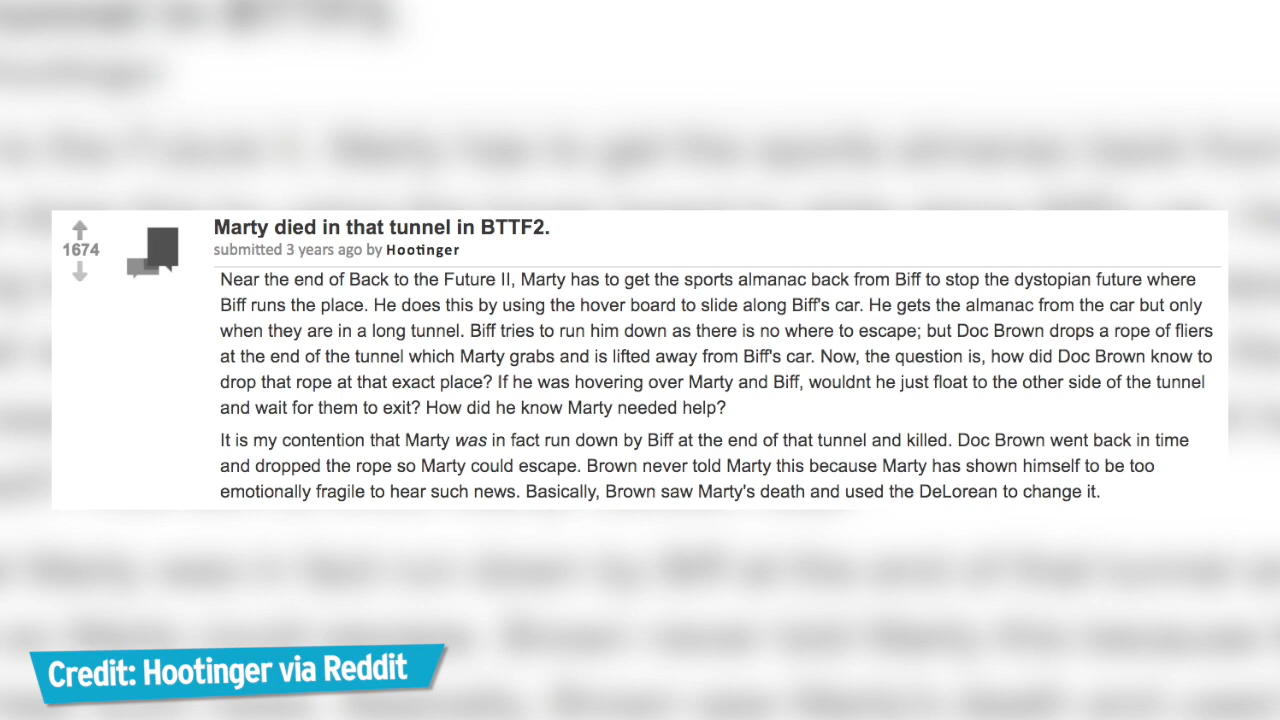 Marty died in that tunnel in BTTF2.
1674
submitted 3 years ago by Hootinger
Near the end of Back to the Future II, Marty has to get the sports almanac back from Biff to stop the dystopian future where
Biff runs the place. He does this by using the hover board to slide along Biff's car. He gets the almanac from the car but only
when they are in a long tunnel. Biff tries to run him down as there is no where to escape; but Doc Brown drops a rope of fliers
at the end of the tunnel which Marty grabs and is lifted away from Biff's car. Now, the question is, how did Doc Brown know to
drop that rope at that exact place? If he was hovering over Marty and Biff, wouldnt he just float to the other side of the tunnel
and wait for them to exit? How did he know Marty needed help?
It is my contention that Marty was in fact run down by Biff at the end of that tunnel and killed. Doc Brown went back in time
and dropped the rope so Marty could escape. Brown never told Marty this because Marty has shown himself to be too
emotionally fragile to hear such news. Basically, Brown saw Marty's death and used the DeLorean to change it.
Credit: Hootinger via Reddit